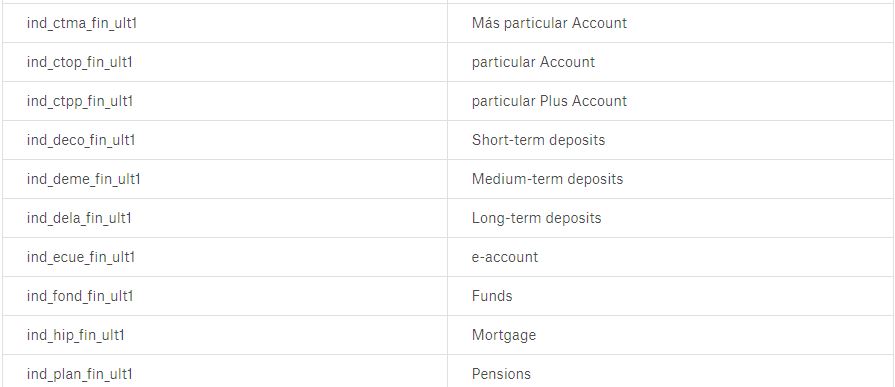 ind_ctma_fin_ult1 Más particular Account
ind_ctop_fin_ult1 particular Account
ind_ctpp_fin_ult1 particular Plus Account
ind_deco_fin_ult1 Short-term deposits
ind_deme_fin_ult1 Medium-term deposits
ind_dela_fin_ult1 Long-term deposits
ind_ecue_fin_ult1 e-account
ind_fond_fin_ult1 Funds
ind_hip_fin_ult1 Mortgage
ind_plan_fin_ult1 Pensions